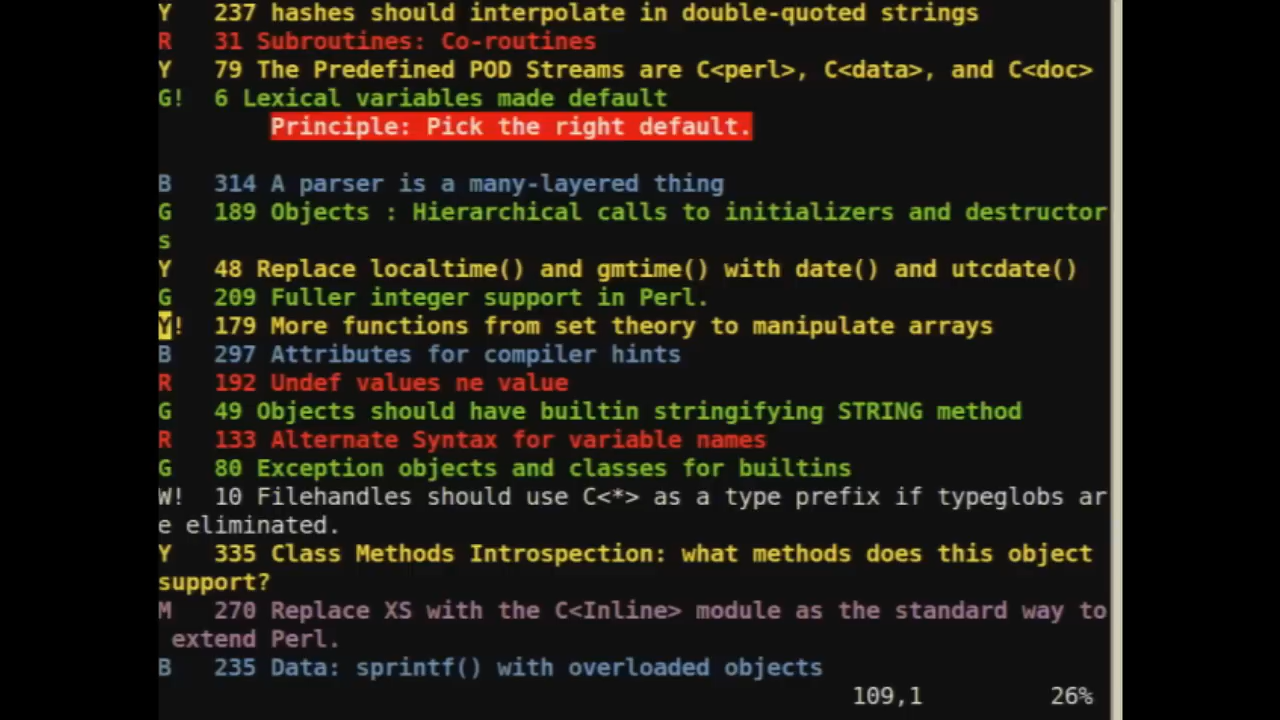 Y   237 hashes should interpolate in double-quoted strings
R   31 Subroutines: Co-routines
Y   79 The Predefined POD Streams are C<perl>, C<data>, and C<doc>
G!  6 Lexical variables made default
        Principle: Pick the right default.
B   314 A parser is a many-layered thing
G   189 Objects : Hierarchical calls to initializers and destructor
s
Y   48 Replace localtime() and gmtime() with date() and utcdate()
G   209 Fuller integer support in Perl.
Y!  179 More functions from set theory to manipulate arrays
B   297 Attributes for compiler hints
R   192 Undef values ne value
G   49 Objects should have builtin stringifying STRING method
R   133 Alternate Syntax for variable names
G   80 Exception objects and classes for builtins
W!  10 Filehandles should use C<*> as a type prefix if typeglobs ar
e eliminated.
Y   335 Class Methods Introspection: what methods does this object
support?
M   270 Replace XS with the C<Inline> module as the standard way to
 extend Perl.
B   235 Data: sprintf() with overloaded objects
109,1         26%